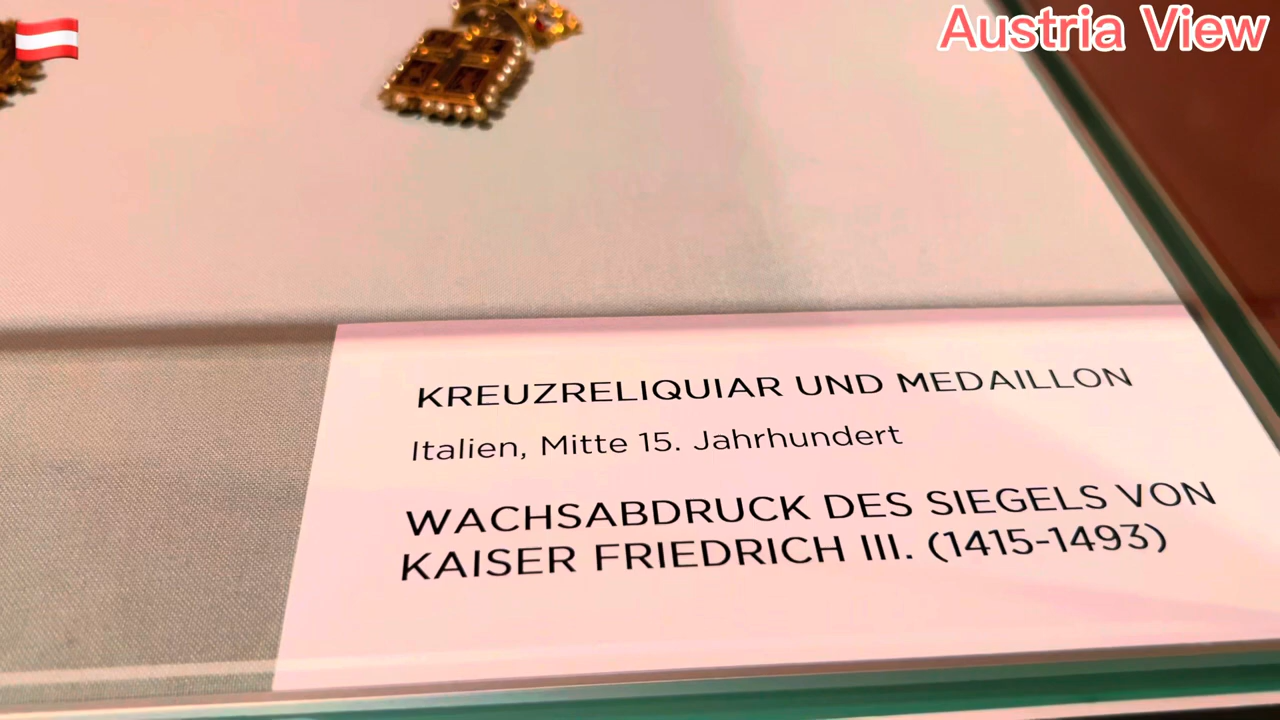 Austria View
KREUZRELIQUIAR UND MEDAILLON
Italien, Mitte 15. Jahrhundert
WACHSABDRUCK DES SIEGELS VON
KAISER FRIEDRICH III. (1415-1493)